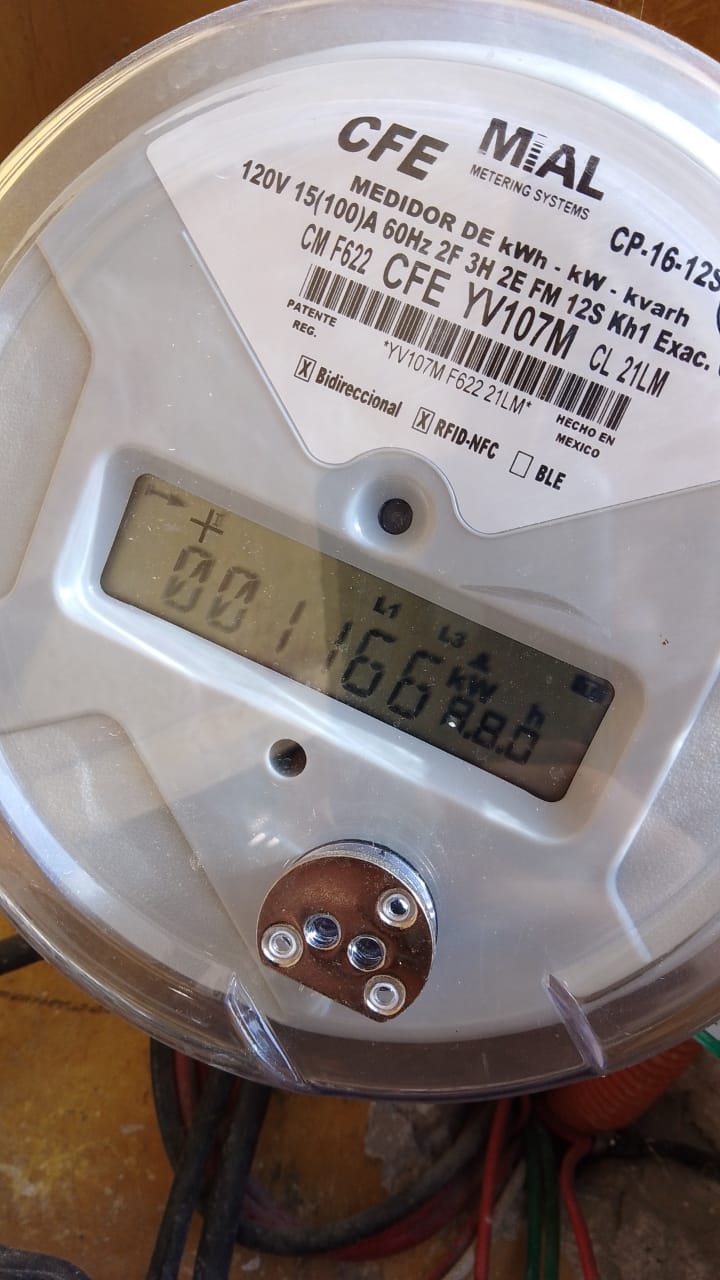 CFE MIAL
METERING SYSTEMS
MEDIDOR DE kWh - kW - kvarh
CP-16-12S
120V 15(100)A 60Hz 2F 3H 2E FM 12S Kh1 Exac.
CM F622 CFE YV107M CL 21LM
PATENTE
REG.
*YV107M F622 21LM*
HECHO EN
MEXICO
X Bidireccional X RFID-NFC BLE
+
L1 L3
kW h
001166 8.8.0